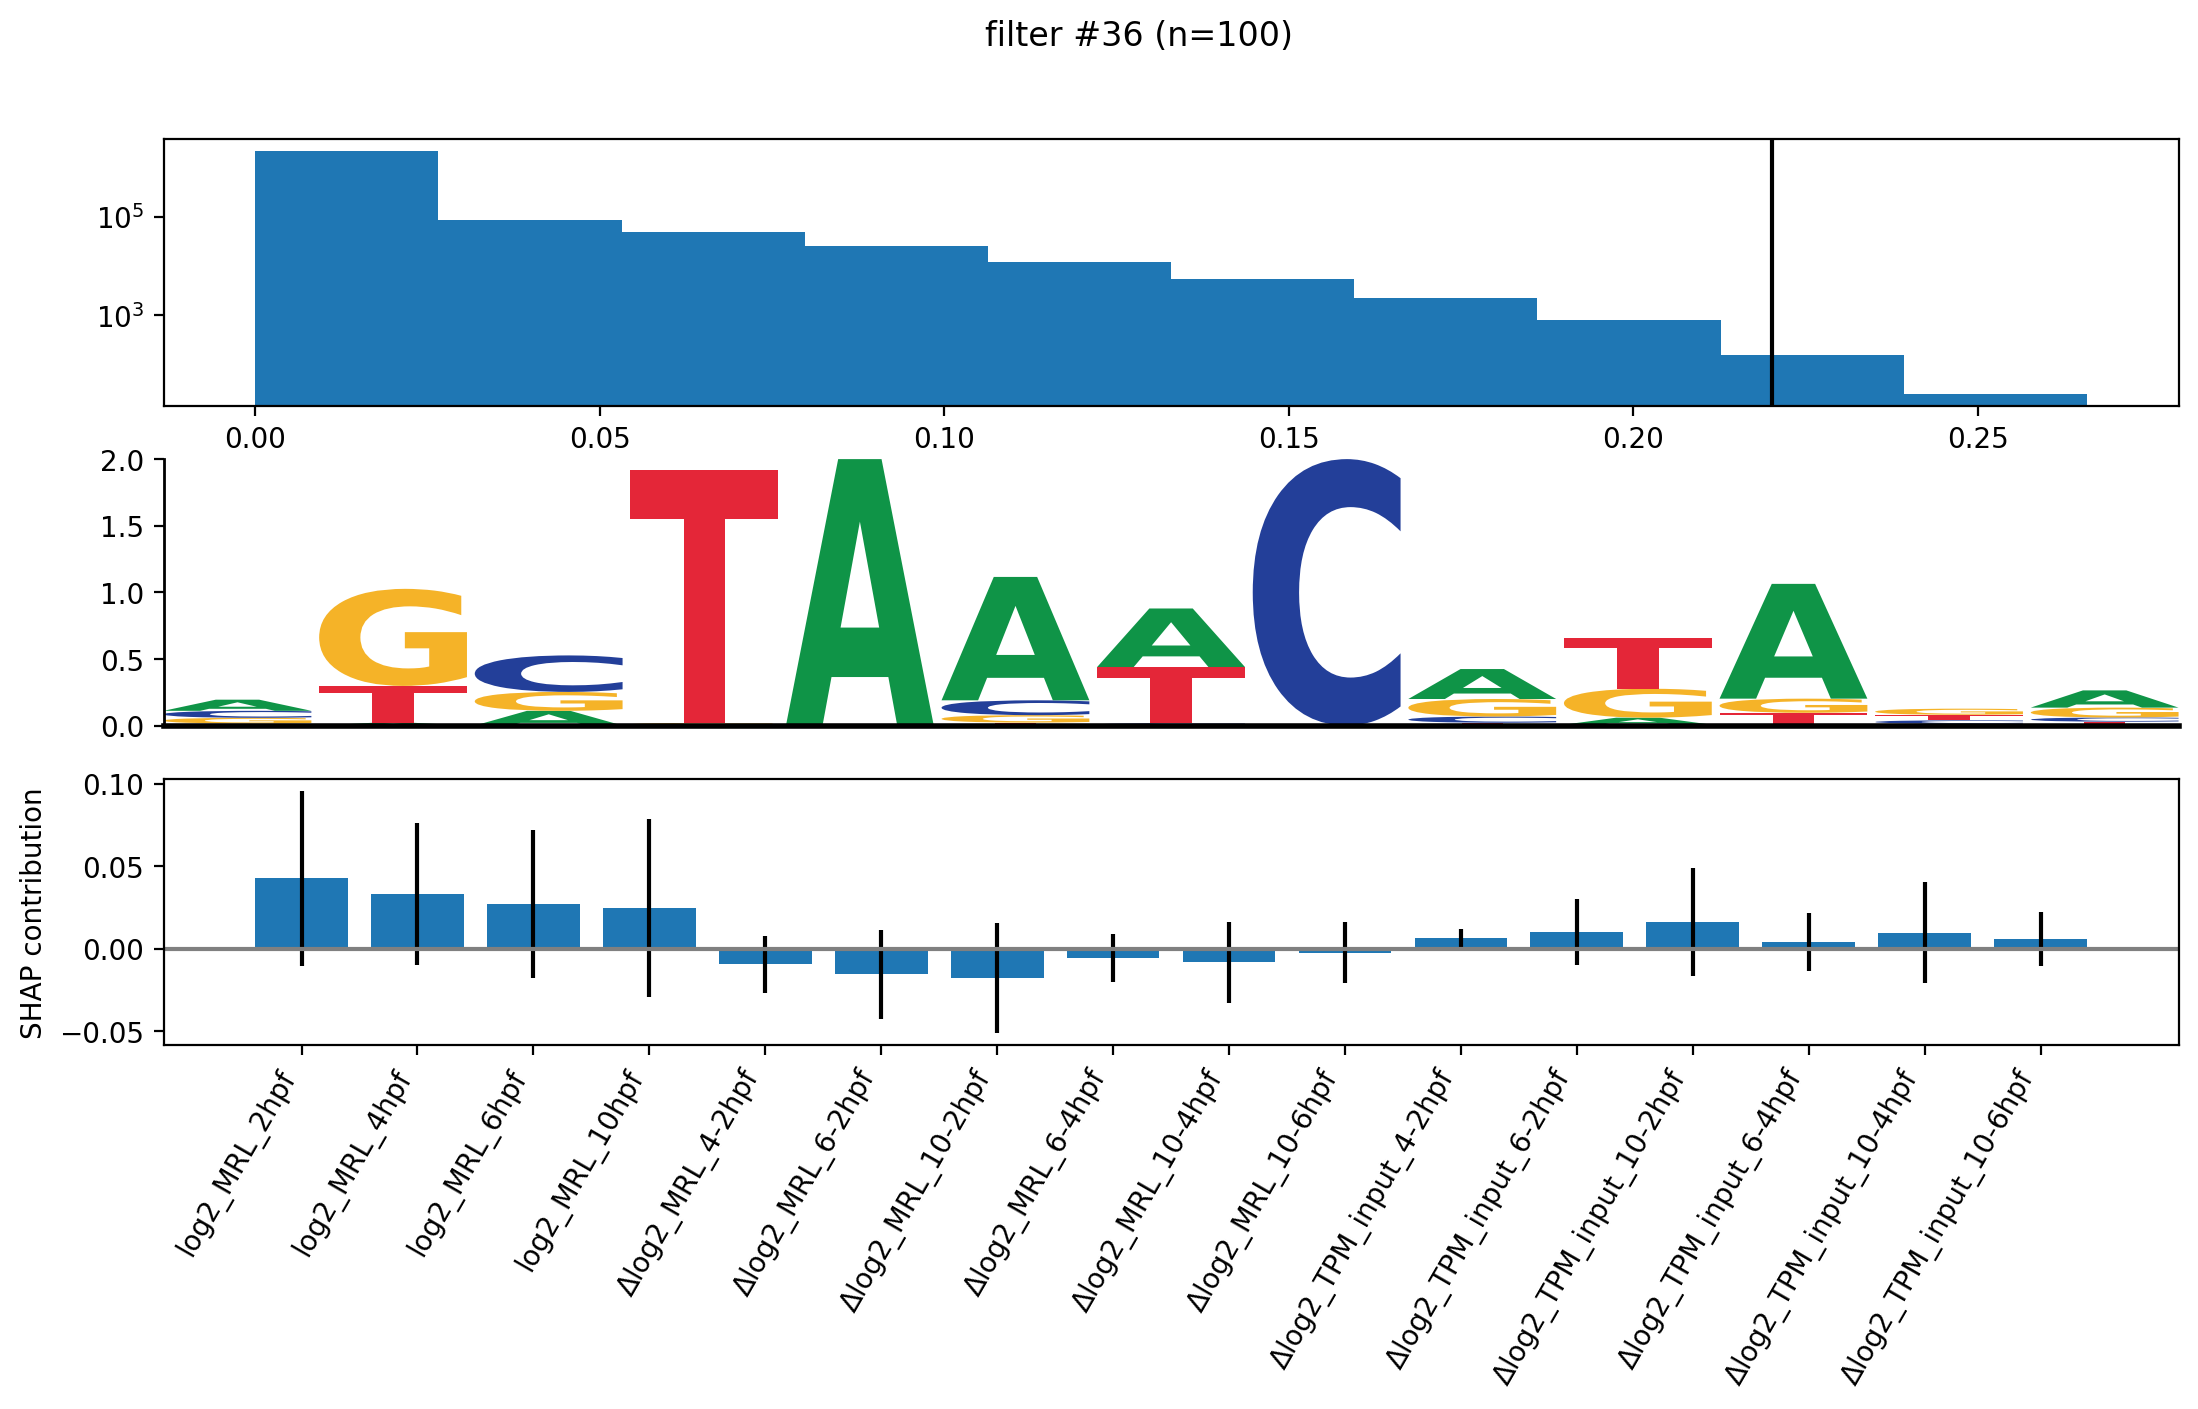 filter #36 (n=100)
10^5
10^3
0.00 0.05 0.10 0.15 0.20 0.25
2.0
1.5
1.0
0.5
0.0
A C G
G T
C G A
T
A
A C G
A T
C
A G C
T G A
A G T
G T C
A G C T
SHAP contribution
0.10
0.05
0.00
−0.05
log2_MRL_2hpf
log2_MRL_4hpf
log2_MRL_6hpf
log2_MRL_10hpf
Δlog2_MRL_4-2hpf
Δlog2_MRL_6-2hpf
Δlog2_MRL_10-2hpf
Δlog2_MRL_6-4hpf
Δlog2_MRL_10-4hpf
Δlog2_MRL_10-6hpf
Δlog2_TPM_input_4-2hpf
Δlog2_TPM_input_6-2hpf
Δlog2_TPM_input_10-2hpf
Δlog2_TPM_input_6-4hpf
Δlog2_TPM_input_10-4hpf
Δlog2_TPM_input_10-6hpf